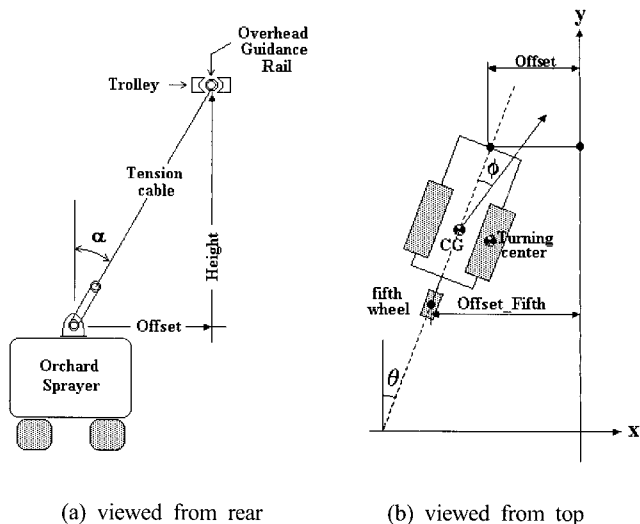 Overhead
Guidance
Rail
Trolley
Tension
cable
α
Height
Offset
Orchard
Sprayer
(a) viewed from rear
y
Offset
ϕ
CG
Turning
center
fifth
wheel
Offset_Fifth
θ
x
(b) viewed from top